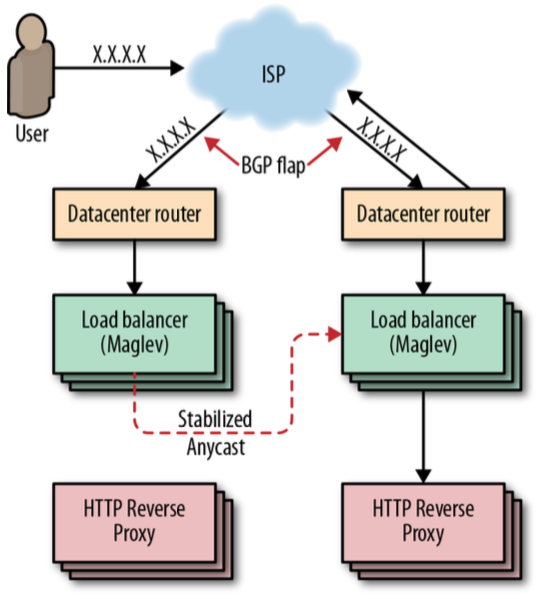 X.X.X.X
ISP
User
X.X.X.X
X.X.X.X
BGP flap
Datacenter router
Datacenter router
Load balancer
(Maglev)
Load balancer
(Maglev)
Stabilized
Anycast
HTTP Reverse
Proxy
HTTP Reverse
Proxy